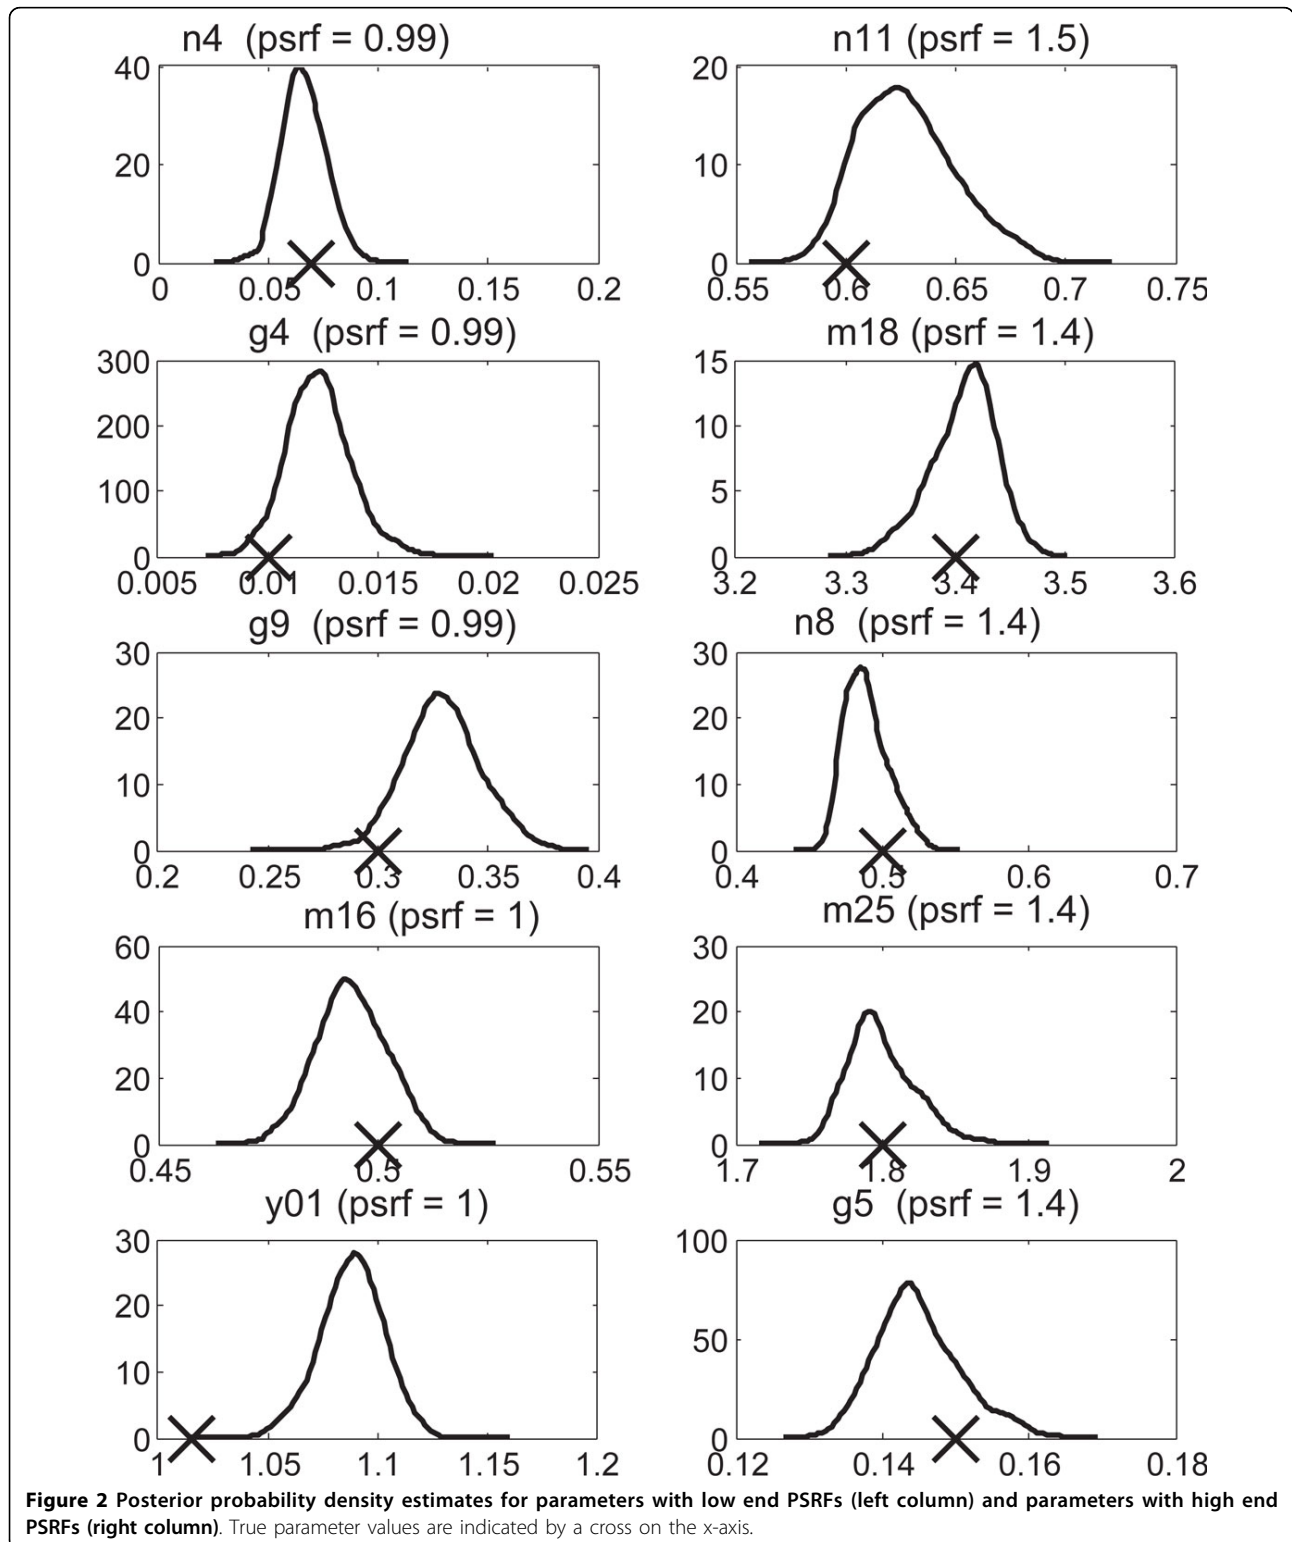 n4 (psrf = 0.99)
40
20
0
0 0.05 0.1 0.15 0.2
n11 (psrf = 1.5)
20
10
0
0.55 0.6 0.65 0.7 0.75
g4 (psrf = 0.99)
300
200
100
0
0.005 0.01 0.015 0.02 0.025
m18 (psrf = 1.4)
15
10
5
0
3.2 3.3 3.4 3.5 3.6
g9 (psrf = 0.99)
30
20
10
0
0.2 0.25 0.3 0.35 0.4
n8 (psrf = 1.4)
30
20
10
0
0.4 0.5 0.6 0.7
m16 (psrf = 1)
60
40
20
0
0.45 0.5 0.55
m25 (psrf = 1.4)
30
20
10
0
1.7 1.8 1.9 2
y01 (psrf = 1)
30
20
10
0
1 1.05 1.1 1.15 1.2
g5 (psrf = 1.4)
100
50
0
0.12 0.14 0.16 0.18
Figure 2 Posterior probability density estimates for parameters with low end PSRFs (left column) and parameters with high end
PSRFs (right column). True parameter values are indicated by a cross on the x-axis.